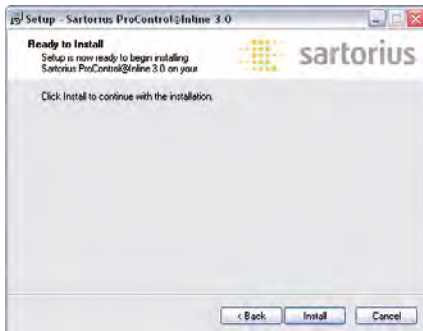 Setup - Sartorius ProControl@Inline 3.0
Ready to Install
Setup is now ready to begin installing
Sartorius ProControl@Inline 3.0 on your
sartorius
Click Install to continue with the installation.
< Back
Install
Cancel